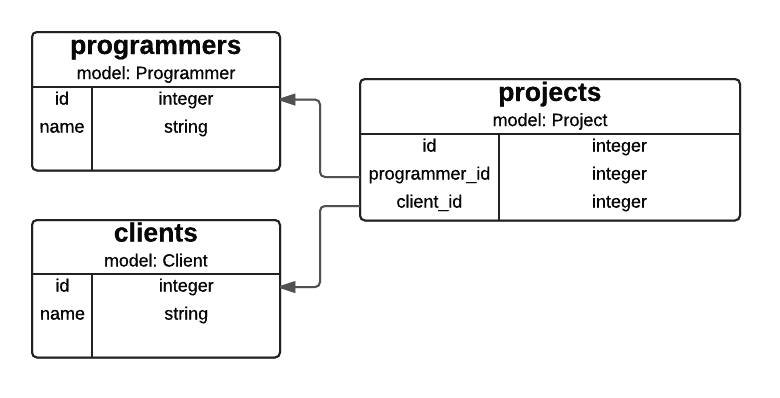 programmers
model: Programmer
id integer
name string
projects
model: Project
id integer
programmer_id integer
client_id integer
clients
model: Client
id integer
name string